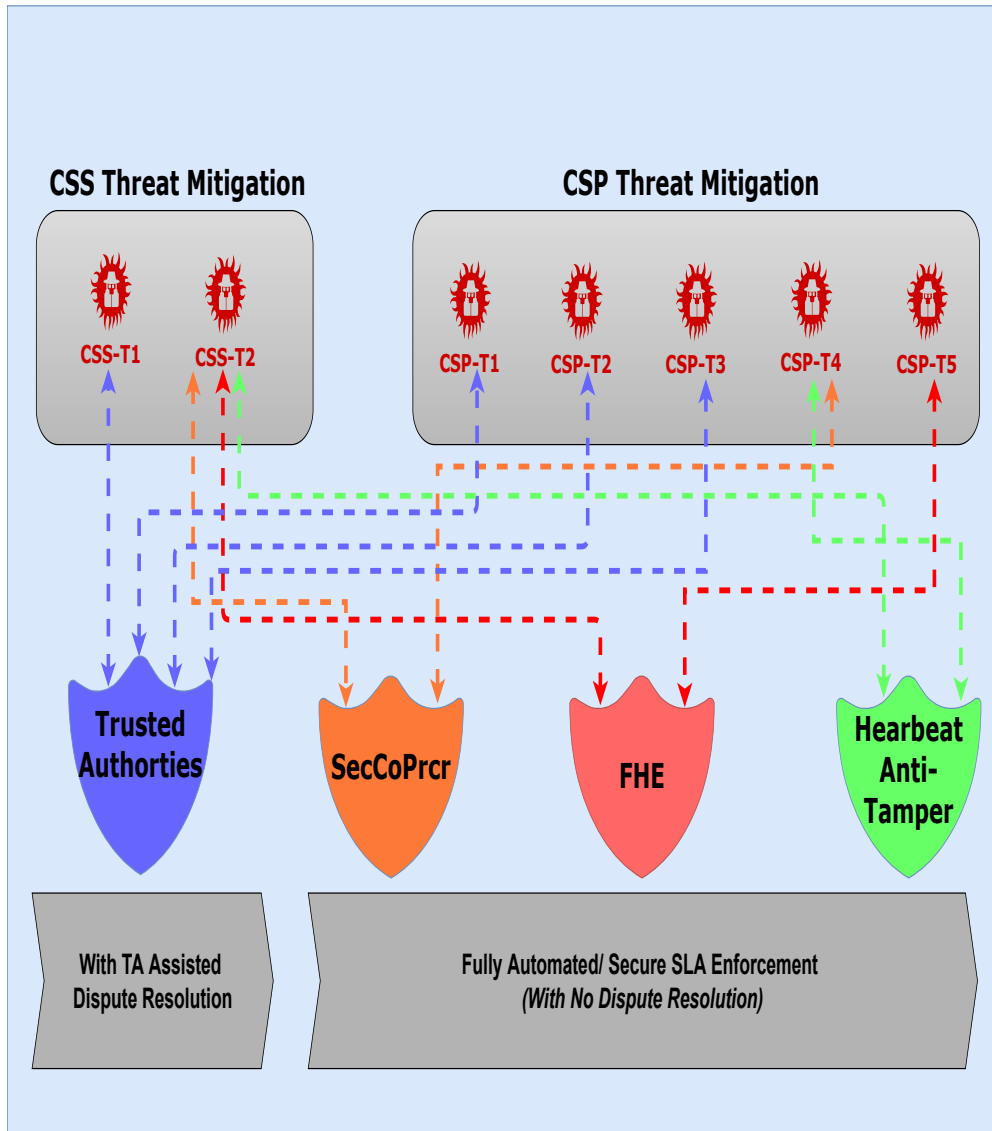 CSS Threat Mitigation
CSP Threat Mitigation
CSS-T1
CSS-T2
CSP-T1
CSP-T2
CSP-T3
CSP-T4
CSP-T5
Trusted
Authorties
SecCoPrcr
FHE
Hearbeat
Anti-
Tamper
With TA Assisted
Dispute Resolution
Fully Automated/ Secure SLA Enforcement
(With No Dispute Resolution)